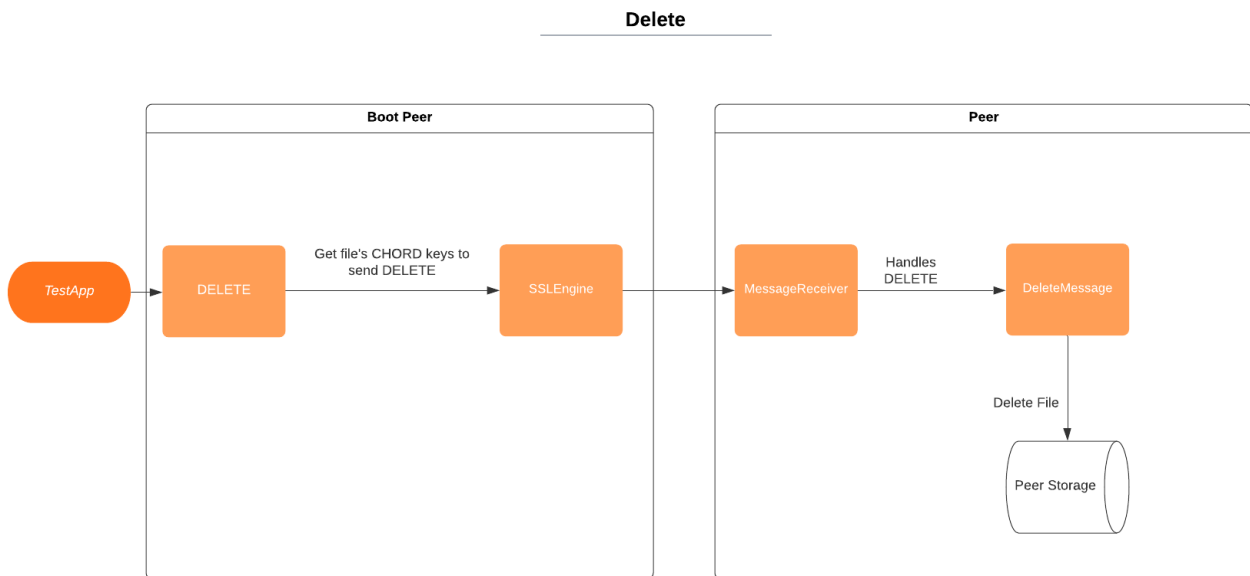 Delete
Boot Peer
Peer
TestApp
DELETE
Get file's CHORD keys to
send DELETE
SSLEngine
MessageReceiver
Handles
DELETE
DeleteMessage
Delete File
Peer Storage